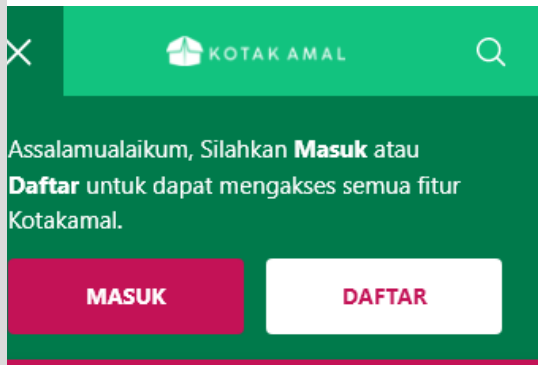 KOTAK AMAL
Assalamualaikum, Silahkan Masuk atau
Daftar untuk dapat mengakses semua fitur
Kotakamal.
MASUK
DAFTAR